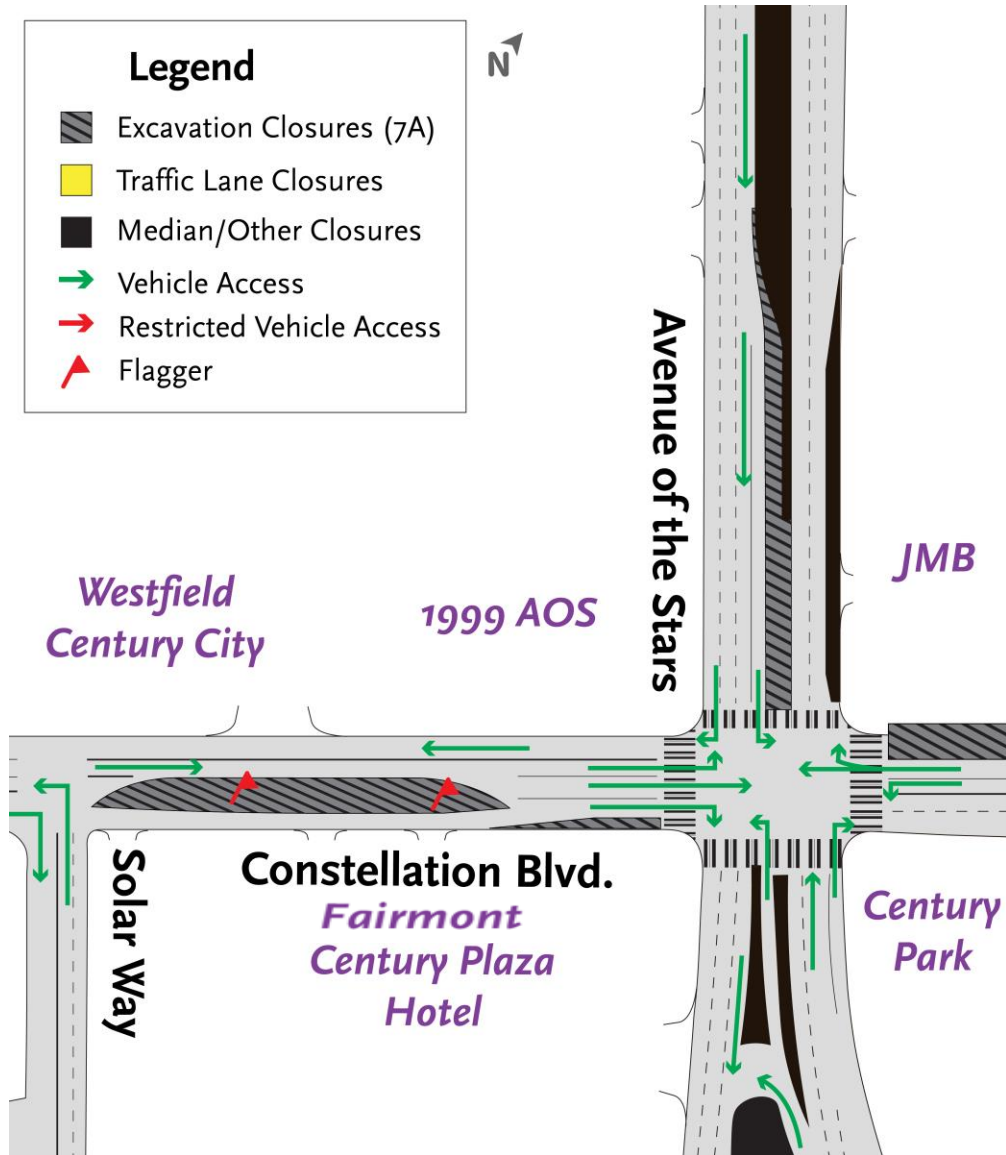 Legend
Excavation Closures (7A)
Traffic Lane Closures
Median/Other Closures
Vehicle Access
Restricted Vehicle Access
Flagger
N
Avenue of the Stars
JMB
Westfield
Century City
1999 AOS
Solar Way
Constellation Blvd.
Fairmont
Century Plaza
Hotel
Century
Park